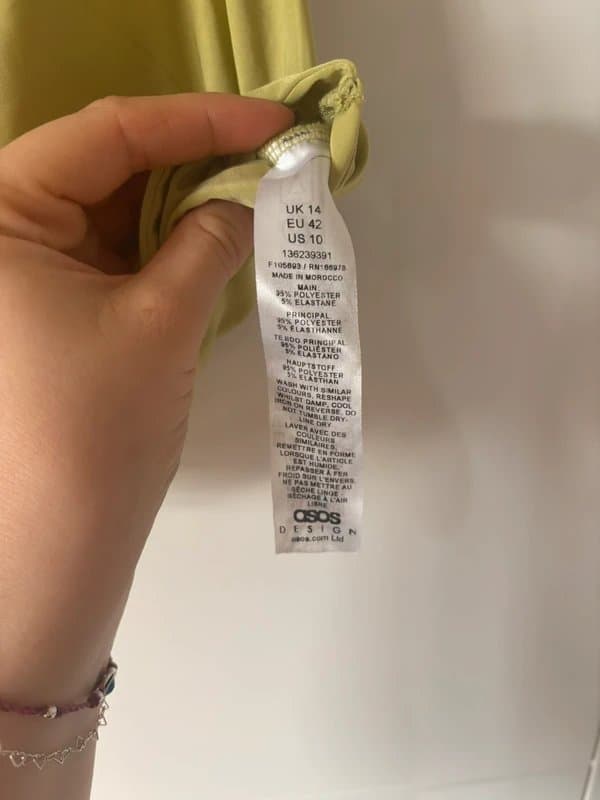 UK 14
EU 42
US 10
136239391
F105693 / RN166978
MADE IN MOROCCO
MAIN:
95% POLYESTER
5% ELASTANE
PRINCIPAL
95% POLYESTER
5% ÉLASTHANNE
TEJIDO PRINCIPAL
95% POLIÉSTER
5% ELASTANO
HAUPTSTOFF
95% POLYESTER
5% ELASTHAN
WASH WITH SIMILAR
COLOURS, RESHAPE
WHILST DAMP, COOL
IRON ON REVERSE, DO
NOT TUMBLE DRY-
LINE DRY
LAVER AVEC DES
COULEURS
SIMILAIRES,
REMETTRE EN FORME
LORSQUE L'ARTICLE
EST HUMIDE,
REPASSER À FER
FROID SUR L'ENVERS,
NE PAS METTRE AU
SÈCHE LINGE -
SÉCHAGE À L'AIR
LIBRE
asos
DESIGN
asos.com Ltd